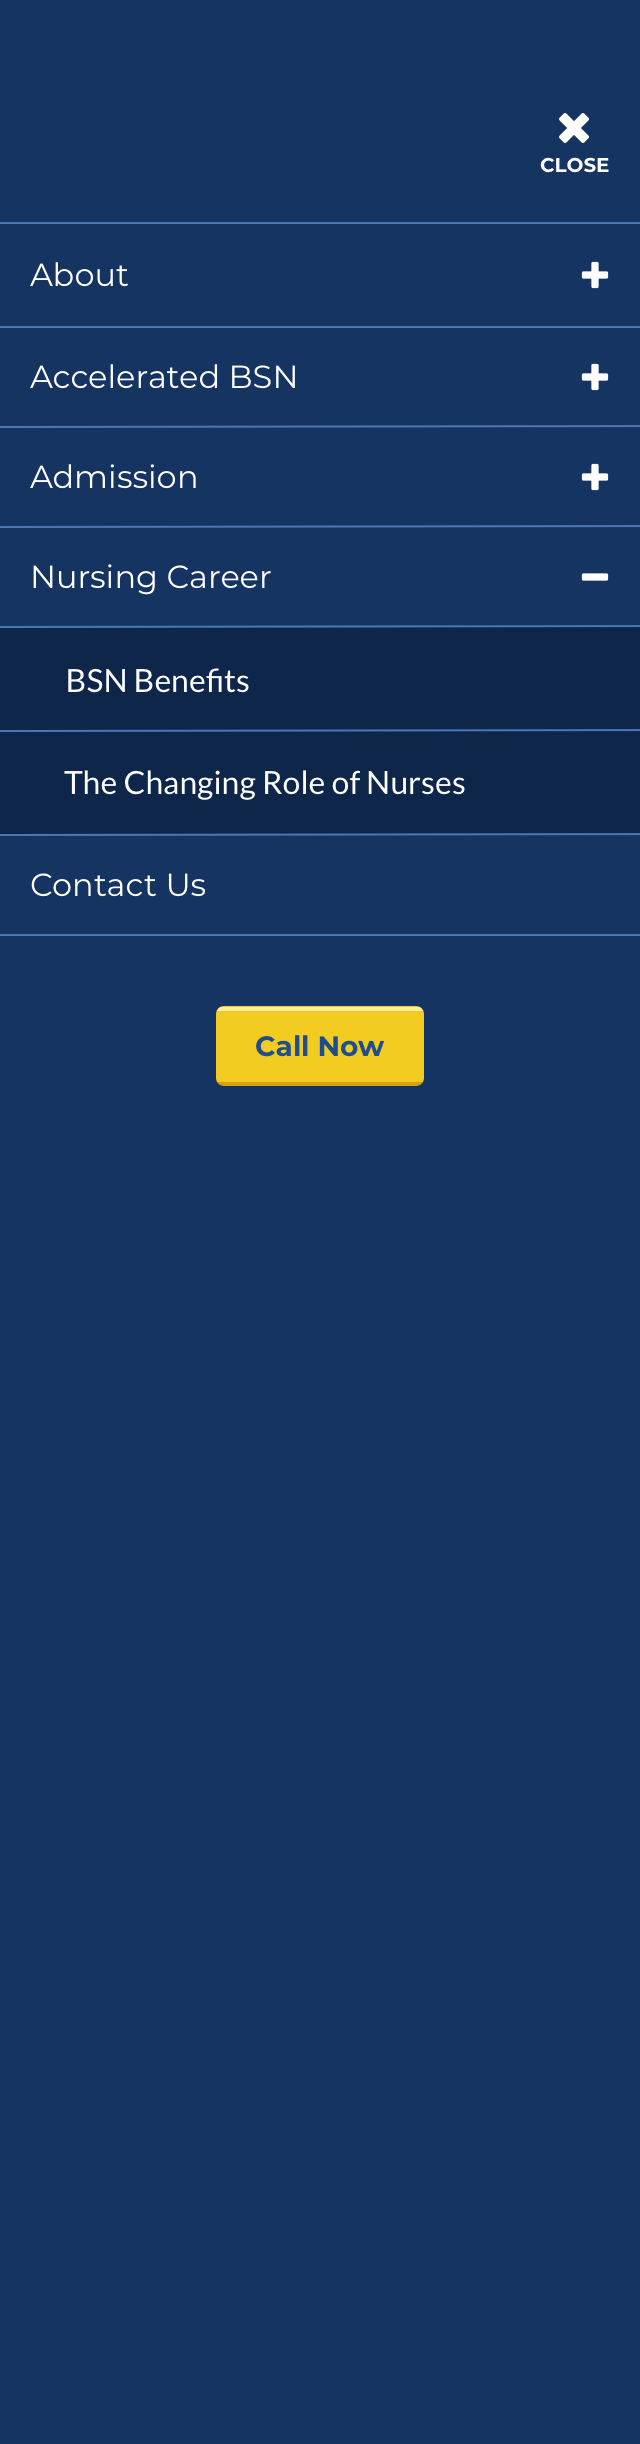 CLOSE
About
Accelerated BSN
Admission
Nursing Career
BSN Benefits
The Changing Role of Nurses
Contact Us
Call Now